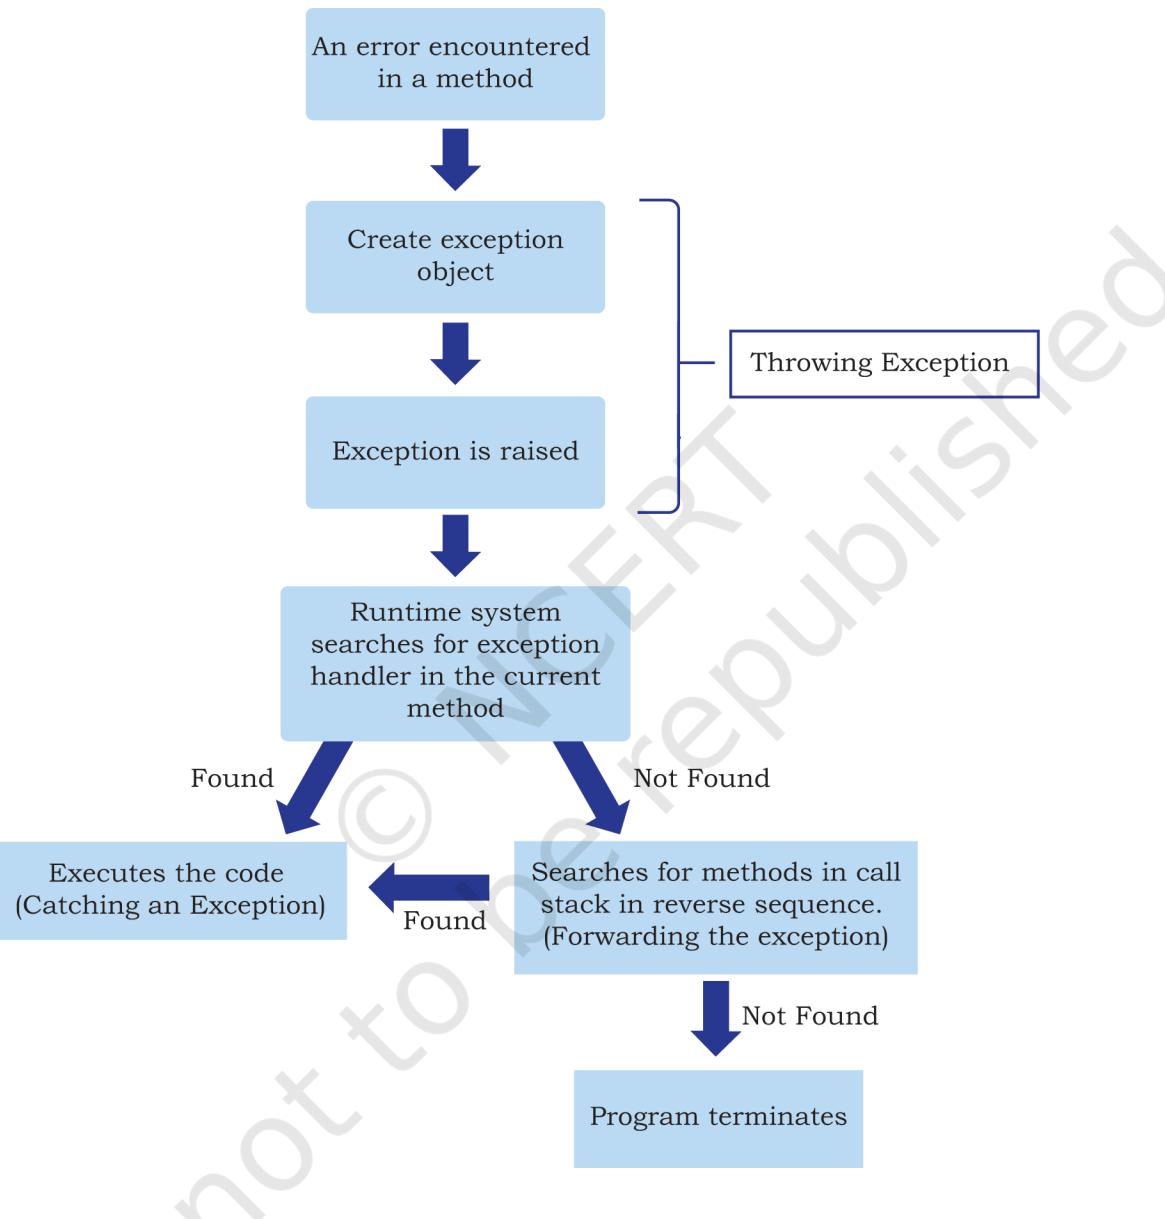 An error encountered
in a method
Create exception
object
Throwing Exception
Exception is raised
Runtime system
searches for exception
handler in the current
method
Found
Not Found
Executes the code
(Catching an Exception)
Found
Searches for methods in call
stack in reverse sequence.
(Forwarding the exception)
Not Found
Program terminates
© NCERT
not to be republished